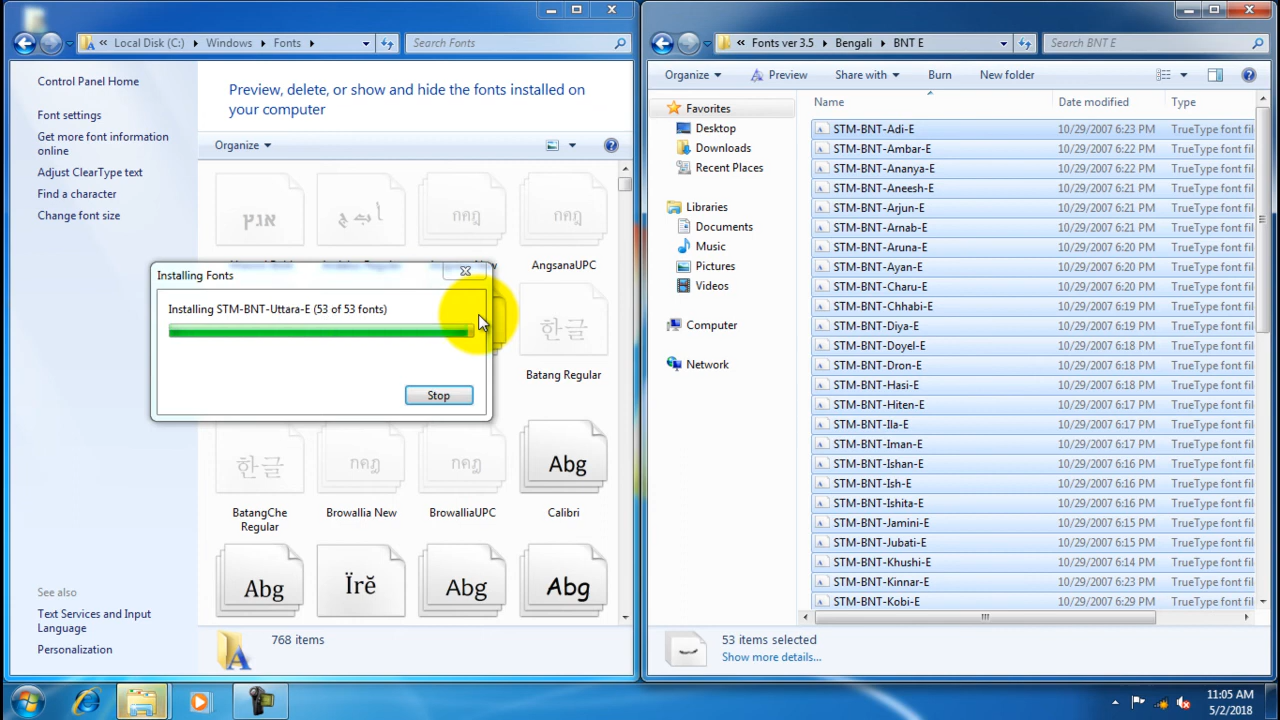 Local Disk (C:)
Windows
Fonts
Search Fonts
Control Panel Home
Font settings
Get more font information
online
Adjust ClearType text
Find a character
Change font size
See also
Text Services and Input
Language
Personalization
Preview, delete, or show and hide the fonts installed on
your computer
Organize
กคฎ
กคฎ
AngsanaUPC
Installing Fonts
Installing STM-BNT-Uttara-E (53 of 53 fonts)
Stop
한글
Batang Regular
한글
กคฎ
กคฎ
Abg
BatangChe
Regular
Browallia New
BrowalliaUPC
Calibri
Abg
Ïrĕ
Abg
Abg
768 items
Fonts ver 3.5
Bengali
BNT E
Search BNT E
Organize
Preview
Share with
Burn
New folder
Favorites
Desktop
Downloads
Recent Places
Libraries
Documents
Music
Pictures
Videos
Computer
Network
Name Date modified Type
STM-BNT-Adi-E 10/29/2007 6:23 PM TrueType font fil
STM-BNT-Ambar-E 10/29/2007 6:22 PM TrueType font fil
STM-BNT-Ananya-E 10/29/2007 6:22 PM TrueType font fil
STM-BNT-Aneesh-E 10/29/2007 6:21 PM TrueType font fil
STM-BNT-Arjun-E 10/29/2007 6:21 PM TrueType font fil
STM-BNT-Arnab-E 10/29/2007 6:21 PM TrueType font fil
STM-BNT-Aruna-E 10/29/2007 6:20 PM TrueType font fil
STM-BNT-Ayan-E 10/29/2007 6:20 PM TrueType font fil
STM-BNT-Charu-E 10/29/2007 6:20 PM TrueType font fil
STM-BNT-Chhabi-E 10/29/2007 6:19 PM TrueType font fil
STM-BNT-Diya-E 10/29/2007 6:19 PM TrueType font fil
STM-BNT-Doyel-E 10/29/2007 6:19 PM TrueType font fil
STM-BNT-Dron-E 10/29/2007 6:18 PM TrueType font fil
STM-BNT-Hasi-E 10/29/2007 6:18 PM TrueType font fil
STM-BNT-Hiten-E 10/29/2007 6:17 PM TrueType font fil
STM-BNT-Ila-E 10/29/2007 6:17 PM TrueType font fil
STM-BNT-Iman-E 10/29/2007 6:17 PM TrueType font fil
STM-BNT-Ishan-E 10/29/2007 6:16 PM TrueType font fil
STM-BNT-Ish-E 10/29/2007 6:16 PM TrueType font fil
STM-BNT-Ishita-E 10/29/2007 6:16 PM TrueType font fil
STM-BNT-Jamini-E 10/29/2007 6:15 PM TrueType font fil
STM-BNT-Jubati-E 10/29/2007 6:15 PM TrueType font fil
STM-BNT-Khushi-E 10/29/2007 6:14 PM TrueType font fil
STM-BNT-Kinnar-E 10/29/2007 6:23 PM TrueType font fil
STM-BNT-Kobi-E 10/29/2007 6:29 PM TrueType font fil
53 items selected
Show more details...
11:05 AM
5/2/2018